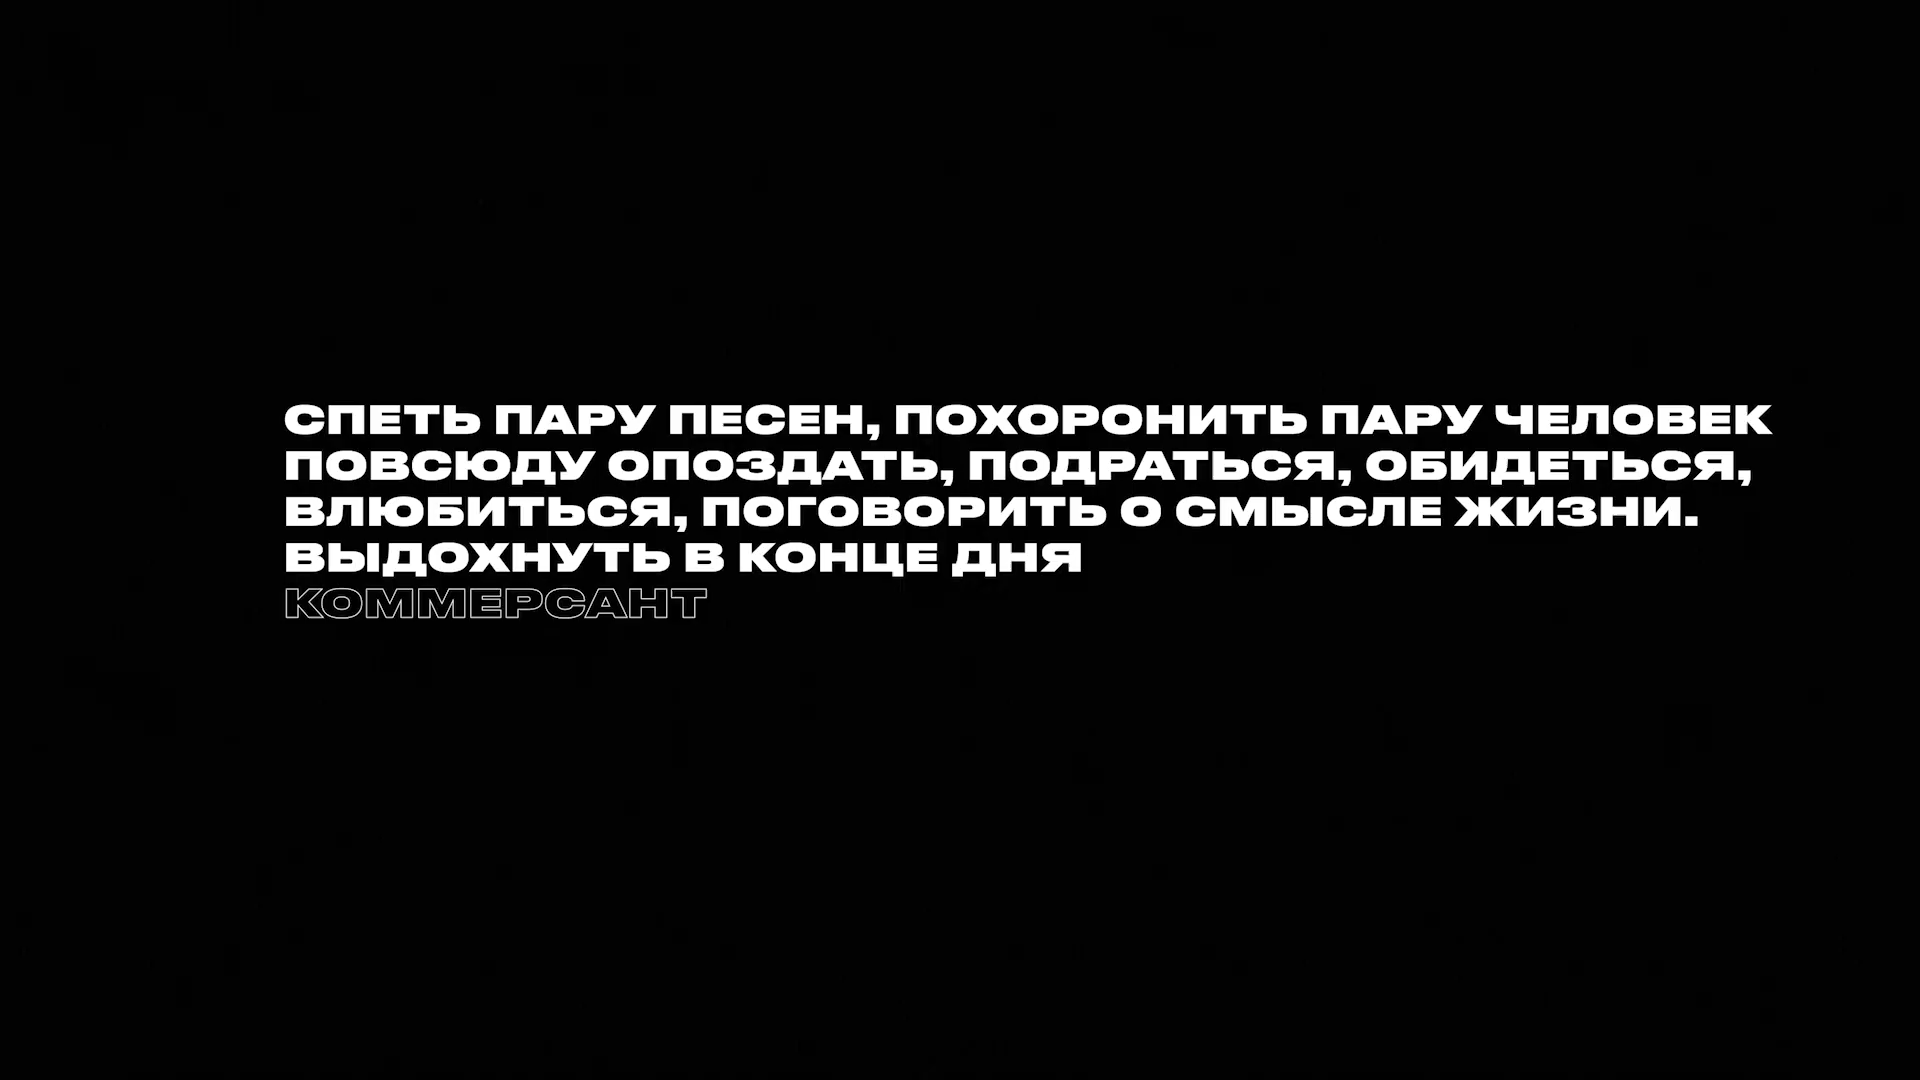 СПЕТЬ ПАРУ ПЕСЕН, ПОХОРОНИТЬ ПАРУ ЧЕЛОВЕК
ПОВСЮДУ ОПОЗДАТЬ, ПОДРАТЬСЯ, ОБИДЕТЬСЯ,
ВЛЮБИТЬСЯ, ПОГОВОРИТЬ О СМЫСЛЕ ЖИЗНИ.
ВЫДОХНУТЬ В КОНЦЕ ДНЯ
КОММЕРСАНТ